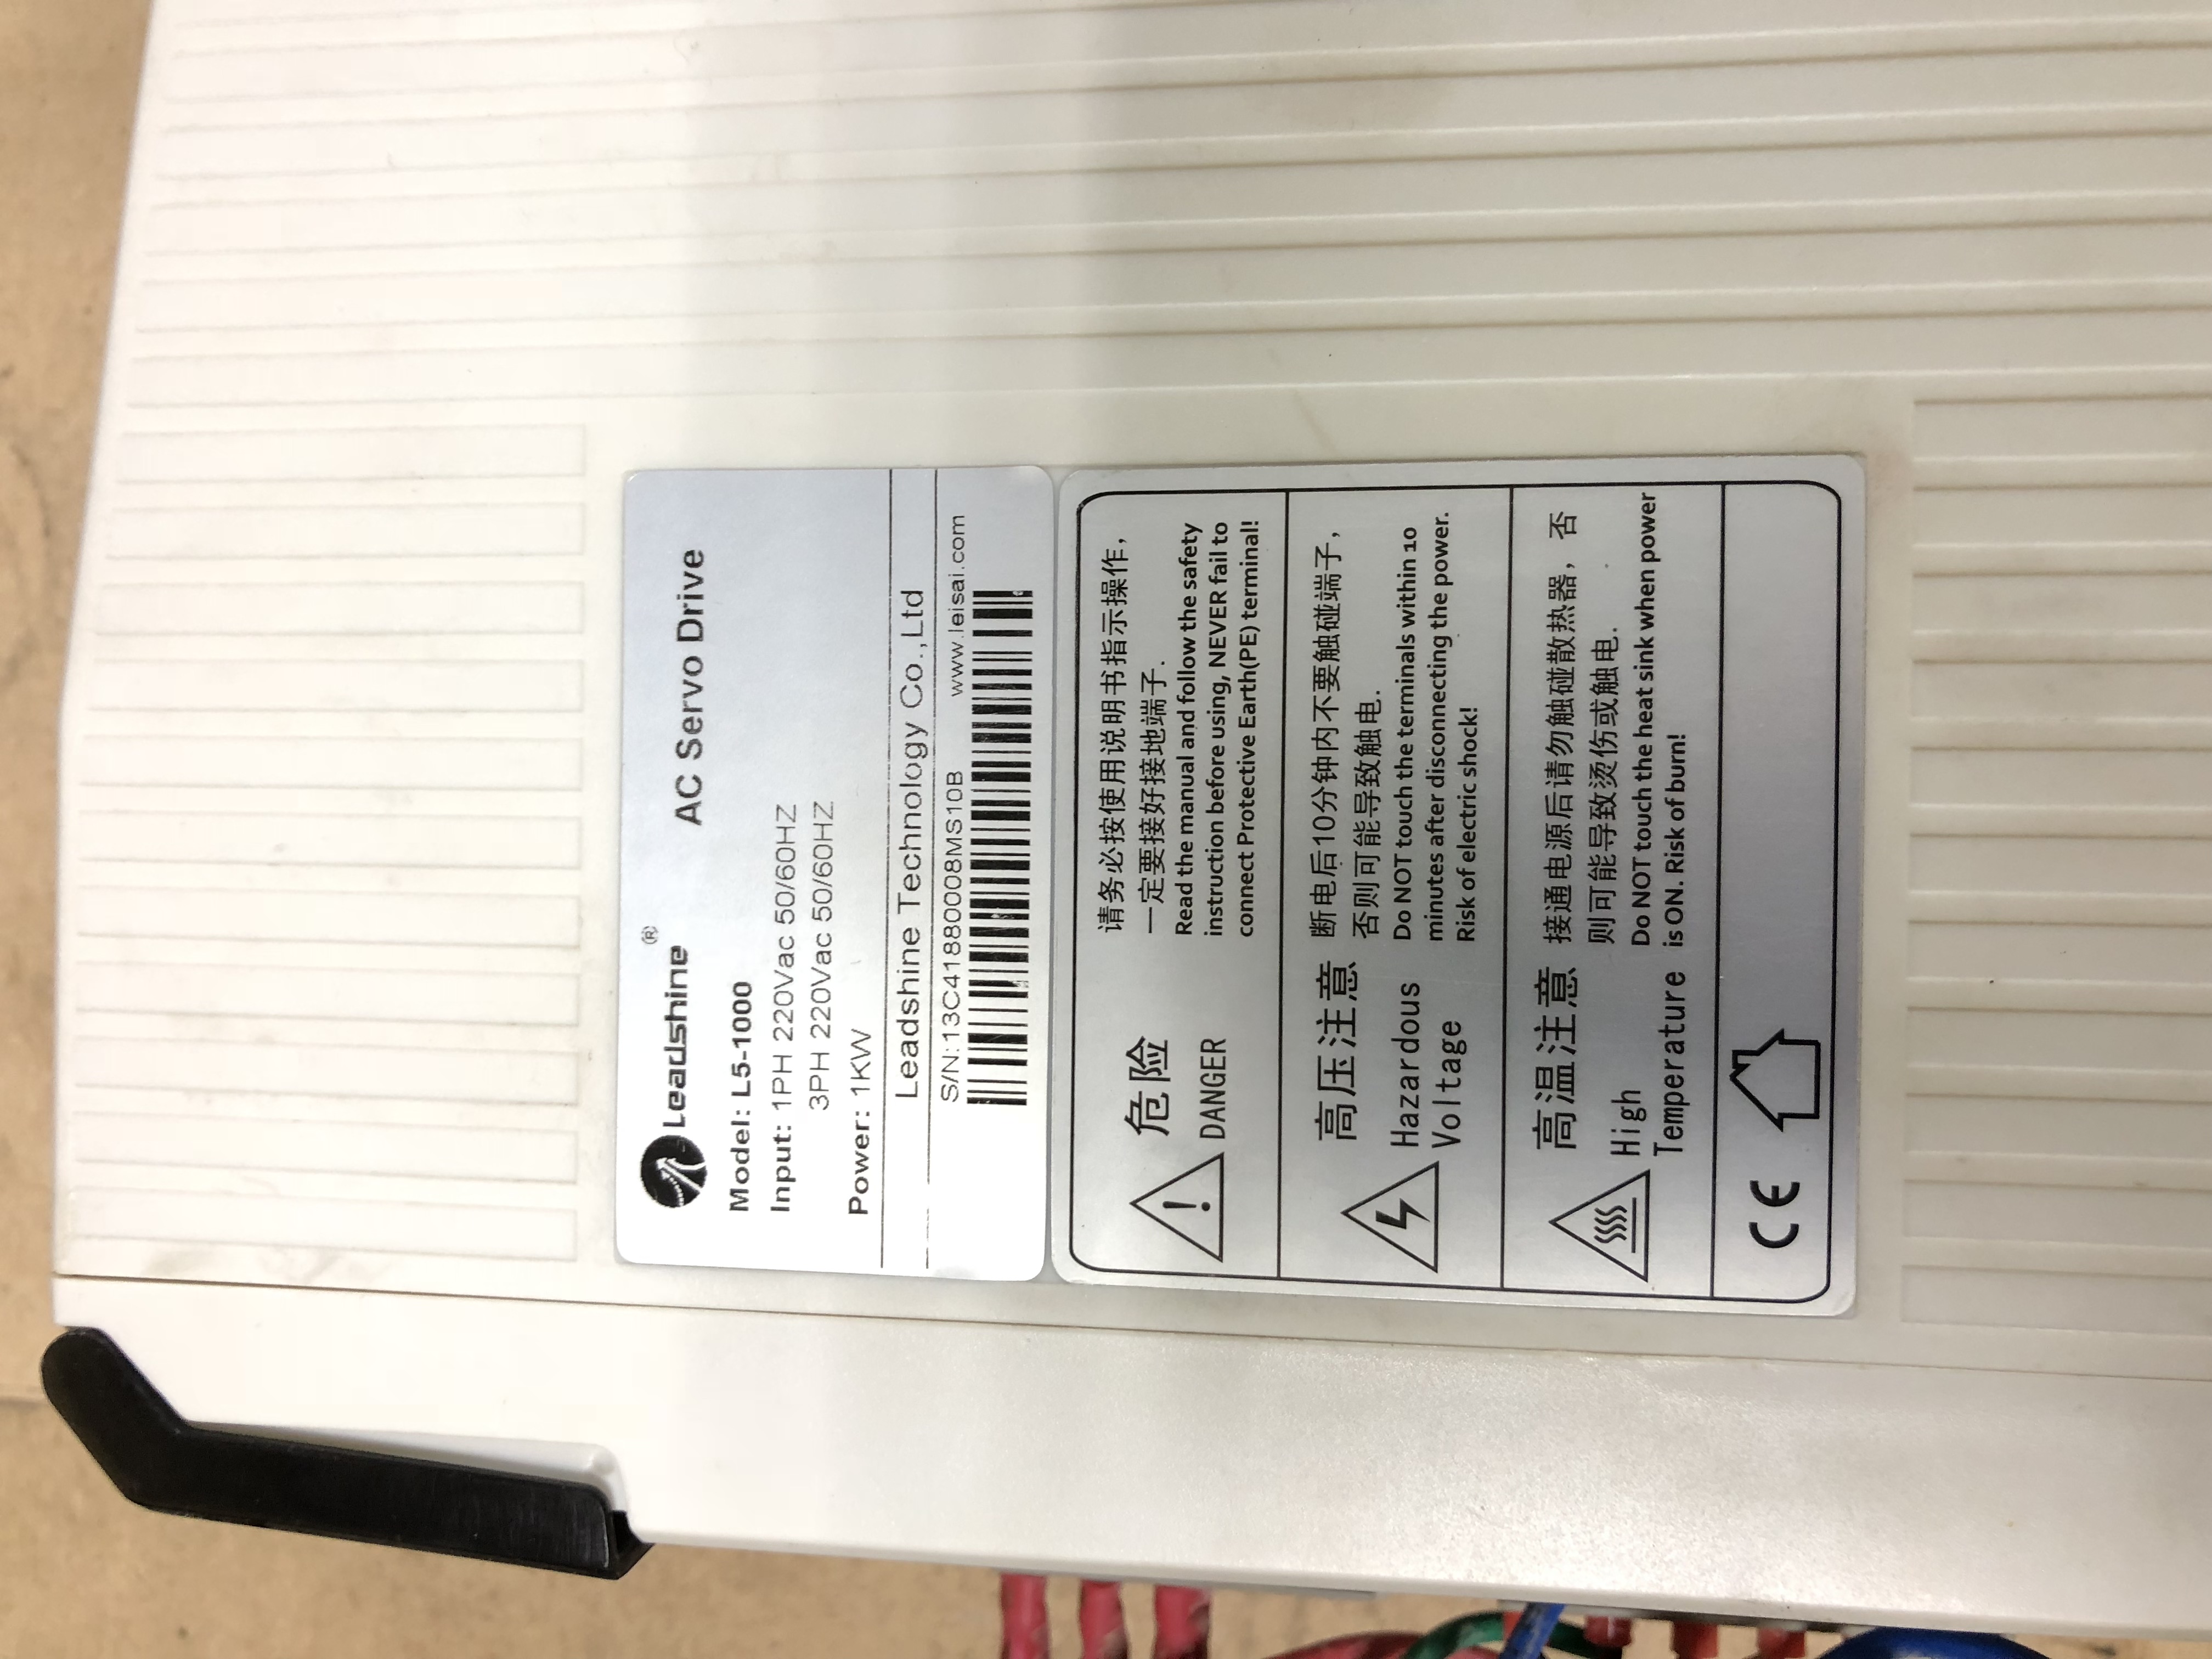 Leadshine ® AC Servo Drive
Model: L5-1000
Input: 1PH 220Vac 50/60HZ
3PH 220Vac 50/60HZ
Power: 1KW
Leadshine Technology Co.,Ltd
S/N:13C41880008MS10B www.leisai.com
危险
DANGER
请务必按使用说明书指示操作,
一定要接好接地端子.
Read the manual and follow the safety
instruction before using, NEVER fail to
connect Protective Earth(PE) terminal!
高压注意
Hazardous
Voltage
断电后10分钟内不要触碰端子,
否则可能导致触电.
Do NOT touch the terminals within 10
minutes after disconnecting the power.
Risk of electric shock!
高温注意
High
Temperature
接通电源后请勿触碰散热器, 否
则可能导致烫伤或触电.
Do NOT touch the heat sink when power
is ON. Risk of burn!
CE